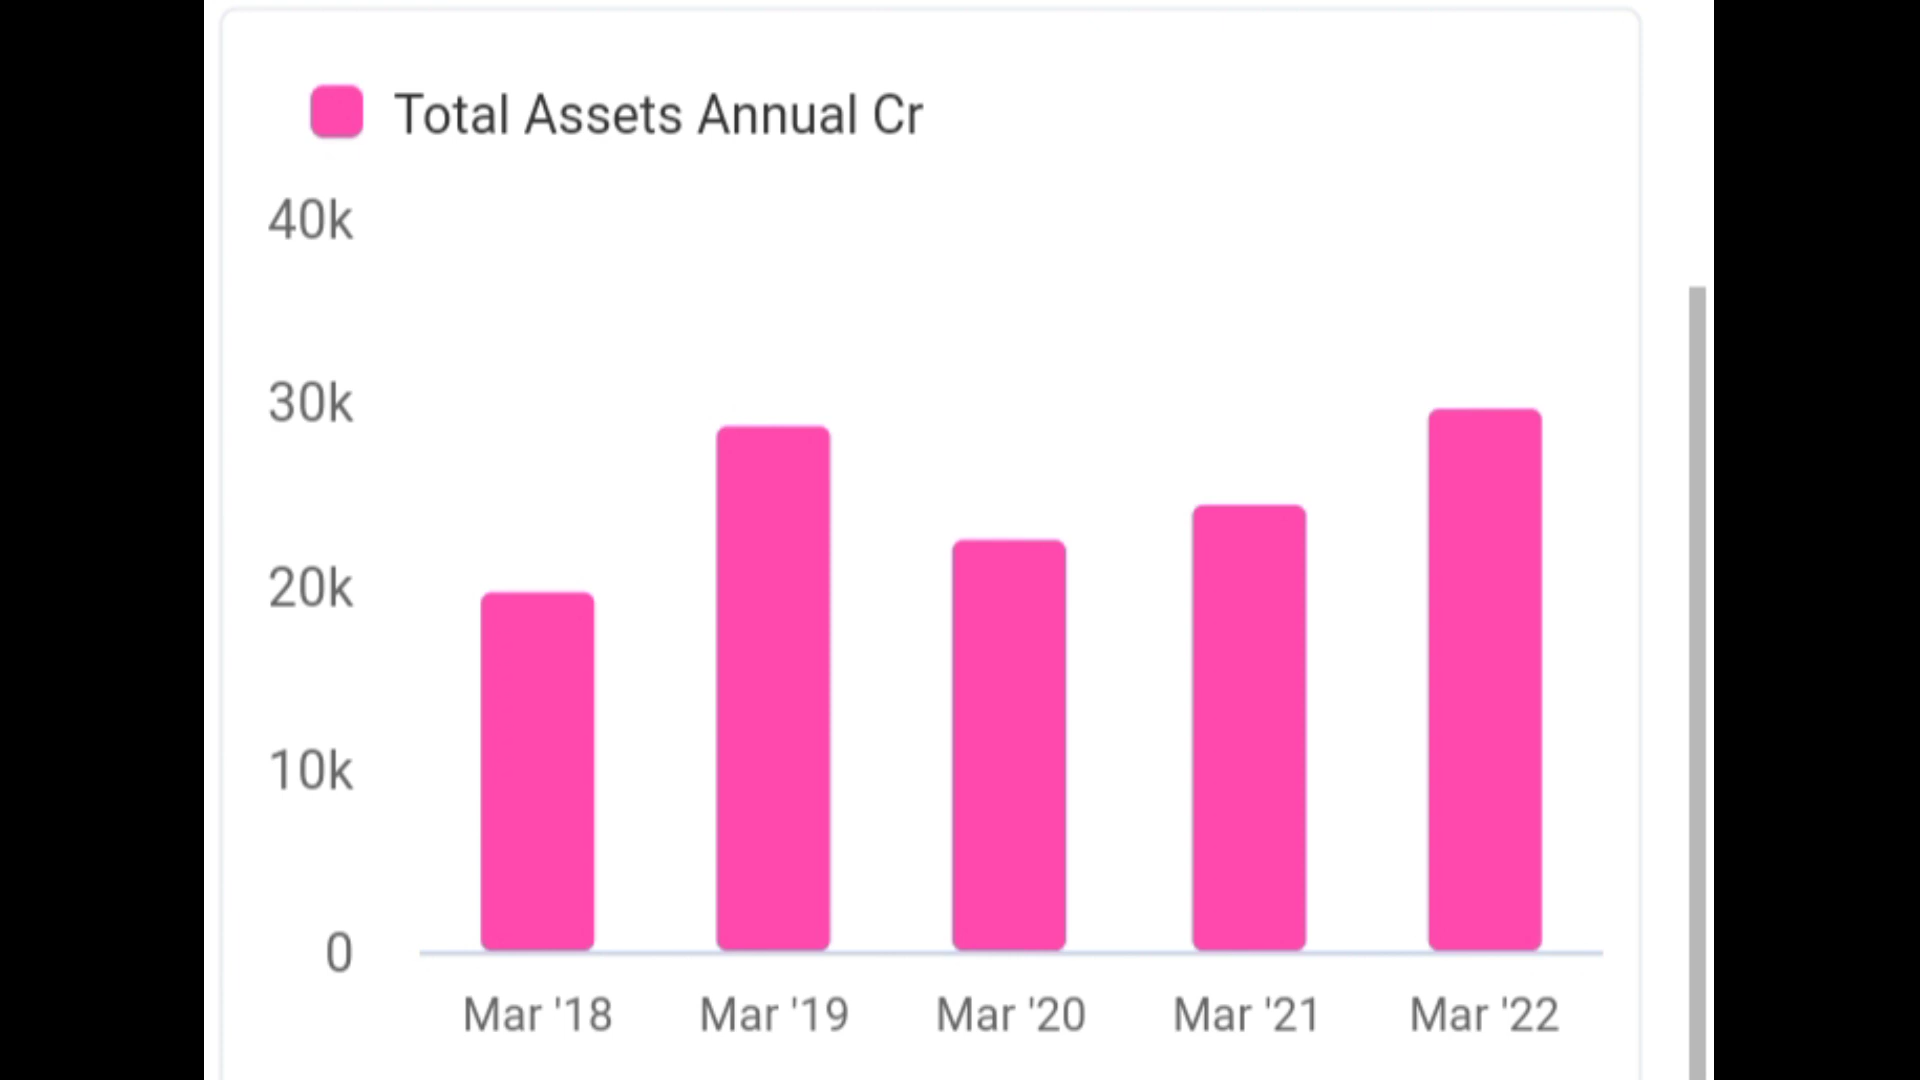 Total Assets Annual Cr
40k
30k
20k
10k
0
Mar '18 Mar '19 Mar '20 Mar '21 Mar '22